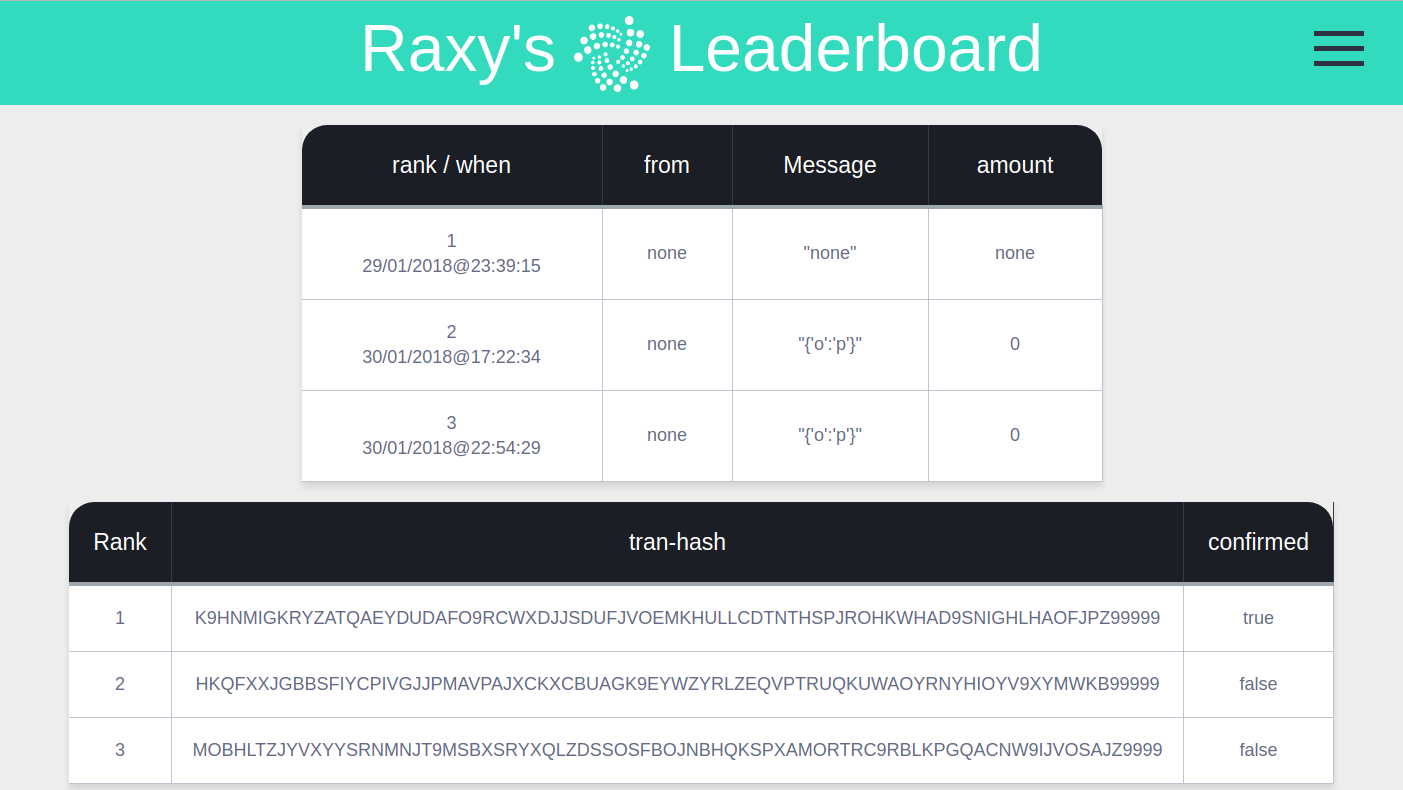 Raxy's Leaderboard
rank / when from Message amount
1
29/01/2018@23:39:15 none "none" none
2
30/01/2018@17:22:34 none "{'o':'p'}" 0
3
30/01/2018@22:54:29 none "{'o':'p'}" 0
Rank tran-hash confirmed
1 K9HNMIGKRYZATQAEYDUDAFO9RCWXDJJSDUFJVOEMKHULLCDTNTHSPJROHKWHAD9SNIGHLHAOFJPZ99999 true
2 HKQFXXJGBBSFIYCPIVGJJPMAVPAJXCKXCBUAGK9EYWZYRLZEQVPTRUQKUWAOYRNYHIOYV9XYMWKB99999 false
3 MOBHLTZJYVXYYSRNMNJT9MSBXSRYXQLZDSSOSFBOJNBHQKSPXAMORTRC9RBLKPGQACNW9IJVOSAJZ9999 false